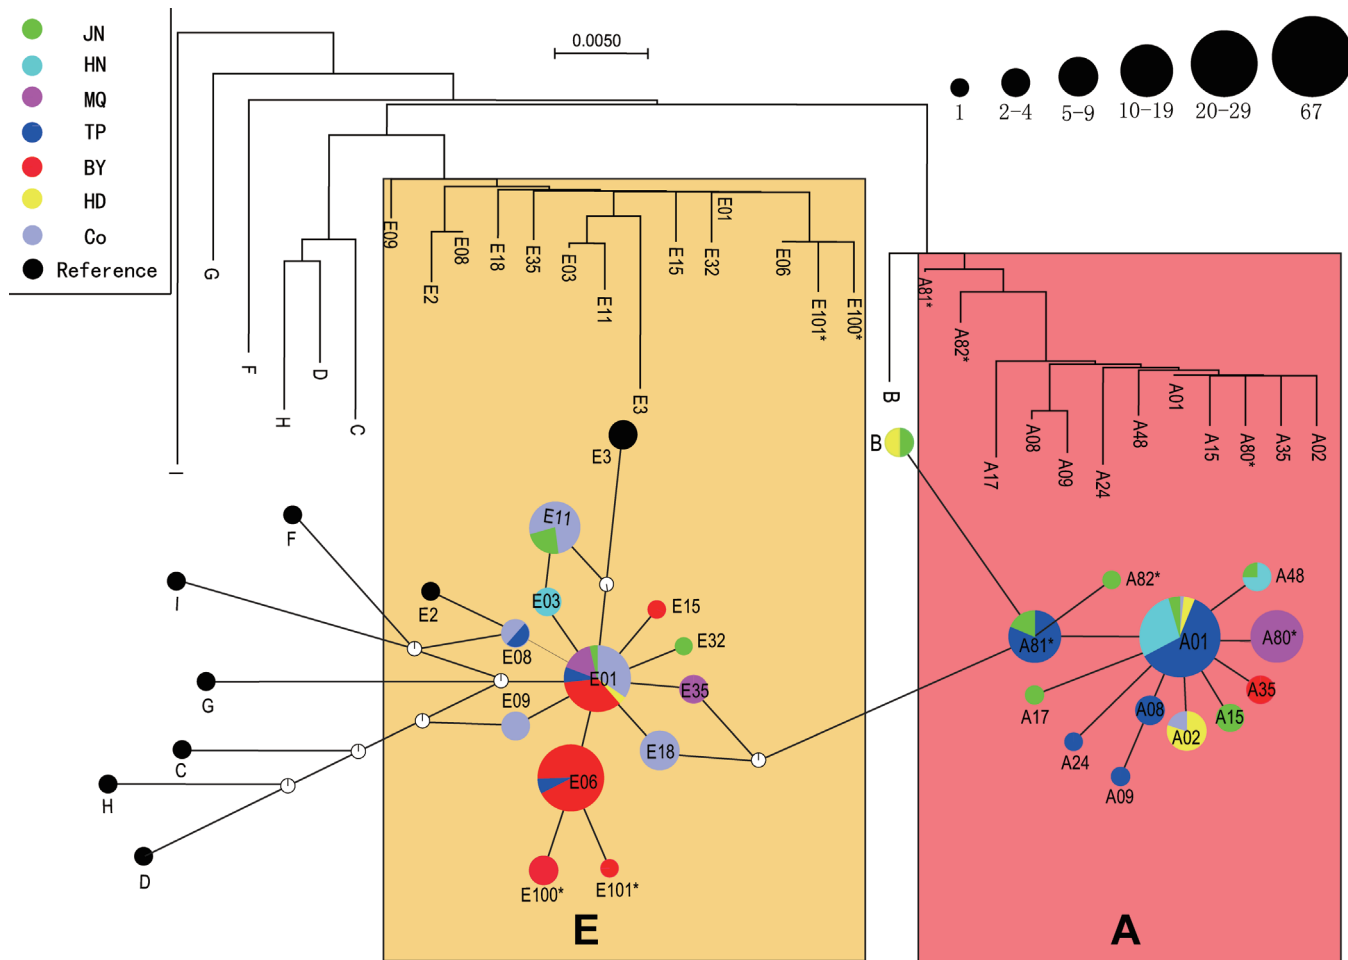 JN
HN
MQ
TP
BY
HD
Co
Reference
0.0050
1
2-4
5-9
10-19
20-29
67
I
G
F
H
D
C
E09
E2
E08
E18
E35
E03
E11
E3
E15
E32
E01
E06
E101*
E100*
B
A81*
A82*
A17
A08
A09
A24
A48
A01
A15
A80*
A35
A02
F
I
G
C
H
D
E3
E11
E2
E03
E08
E15
E32
E01
E35
E09
E18
E06
E100*
E101*
E
B
A82*
A48
A81*
A01
A80*
A17
A08
A35
A15
A02
A24
A09
A